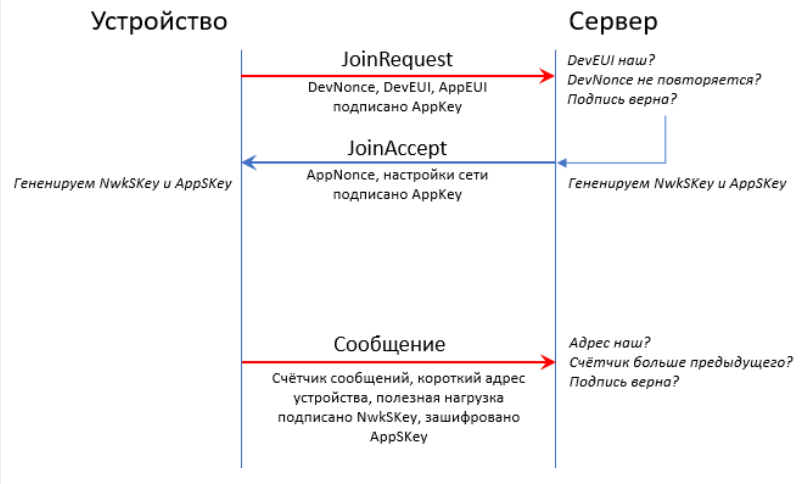 Устройство
Сервер
JoinRequest
DevNonce, DevEUI, AppEUI
подписано AppKey
DevEUI наш?
DevNonce не повторяется?
Подпись верна?
JoinAccept
AppNonce, настройки сети
подписано AppKey
Гененируем NwkSKey и AppSKey
Гененируем NwkSKey и AppSKey
Сообщение
Счётчик сообщений, короткий адрес
устройства, полезная нагрузка
подписано NwkSKey, зашифровано
AppSKey
Адрес наш?
Счётчик больше предыдущего?
Подпись верна?